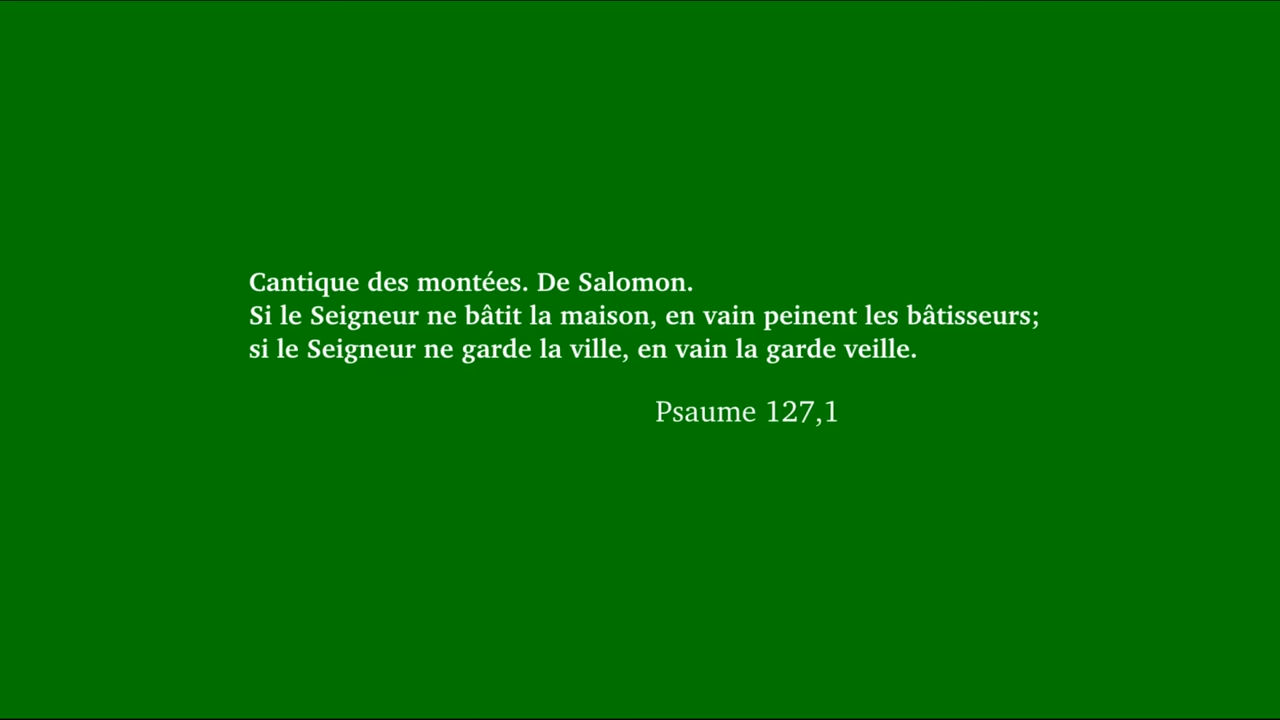 Cantique des montées. De Salomon.
Si le Seigneur ne bâtit la maison, en vain peinent les bâtisseurs;
si le Seigneur ne garde la ville, en vain la garde veille.
Psaume 127,1